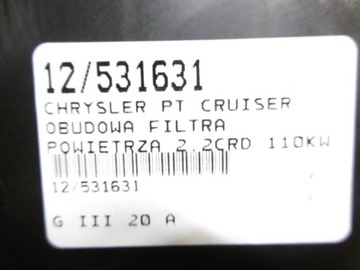 12/531631
CHRYSLER PT CRUISER
OBUDOWA FILTRA
POWIETRZA 2.2CRD 110KW
12/531631
G III 20 A